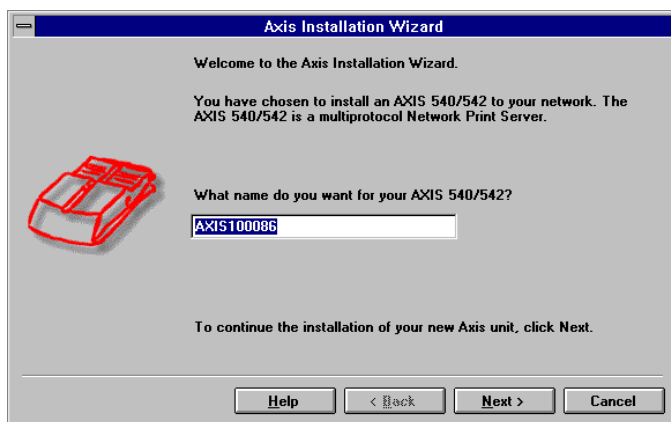 Axis Installation Wizard
Welcome to the Axis Installation Wizard.
You have chosen to install an AXIS 540/542 to your network. The
AXIS 540/542 is a multiprotocol Network Print Server.
What name do you want for your AXIS 540/542?
AXIS100086
To continue the installation of your new Axis unit, click Next.
Help < Back Next > Cancel